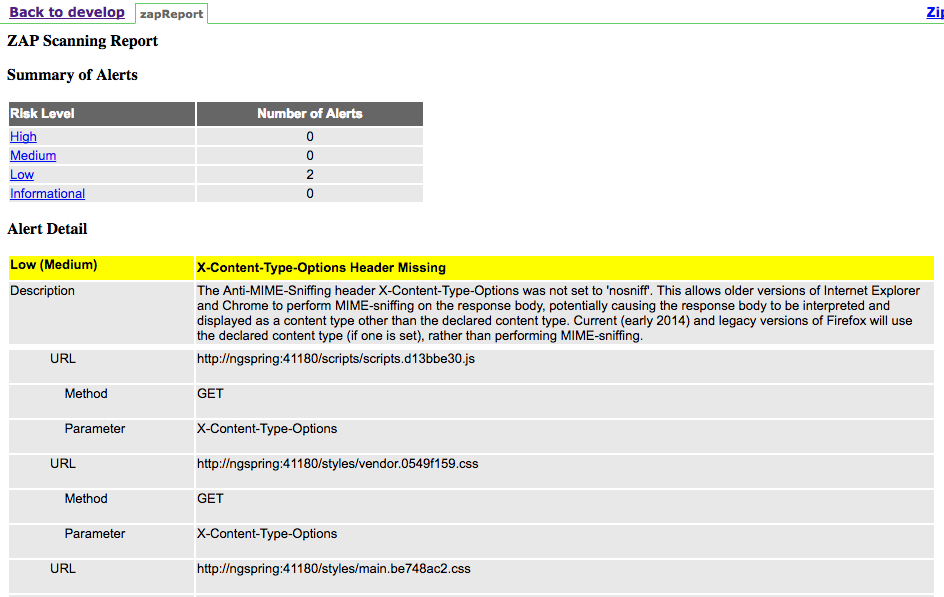 Back to develop zapReport Zip
ZAP Scanning Report
Summary of Alerts
Risk Level Number of Alerts
High 0
Medium 0
Low 2
Informational 0
Alert Detail
Low (Medium) X-Content-Type-Options Header Missing
Description The Anti-MIME-Sniffing header X-Content-Type-Options was not set to 'nosniff'. This allows older versions of Internet Explorer
and Chrome to perform MIME-sniffing on the response body, potentially causing the response body to be interpreted and
displayed as a content type other than the declared content type. Current (early 2014) and legacy versions of Firefox will use
the declared content type (if one is set), rather than performing MIME-sniffing.
URL http://ngspring:41180/scripts/scripts.d13bbe30.js
Method GET
Parameter X-Content-Type-Options
URL http://ngspring:41180/styles/vendor.0549f159.css
Method GET
Parameter X-Content-Type-Options
URL http://ngspring:41180/styles/main.be748ac2.css